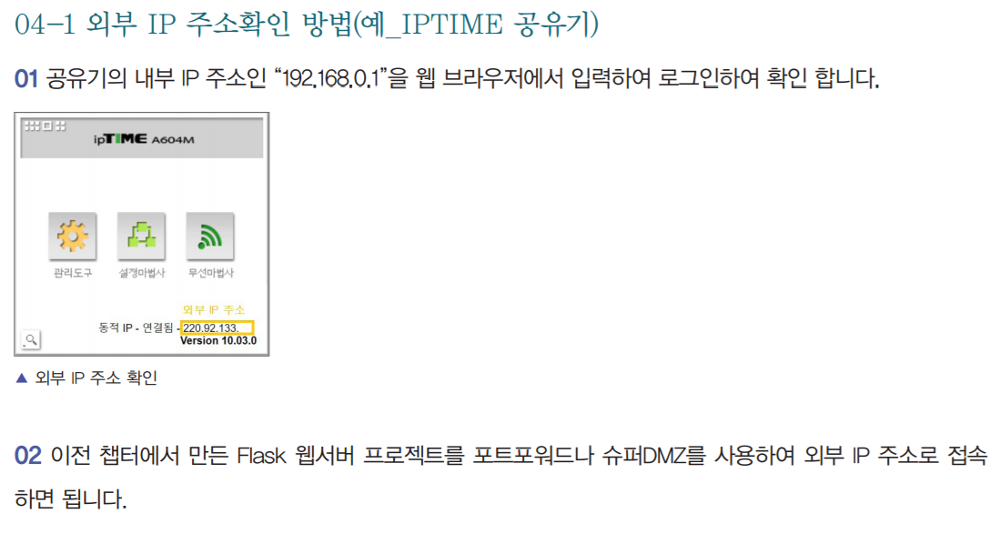 04-1 외부 IP 주소확인 방법(예_IPTIME 공유기)
01 공유기의 내부 IP 주소인 “192.168.0.1”을 웹 브라우저에서 입력하여 로그인하여 확인 합니다.
ipTIME A604M
관리도구 설정마법사 무선마법사
외부 IP 주소
동적 IP - 연결됨 - 220.92.133.
Version 10.03.0
▲ 외부 IP 주소 확인
02 이전 챕터에서 만든 Flask 웹서버 프로젝트를 포트포워드나 슈퍼DMZ를 사용하여 외부 IP 주소로 접속
하면 됩니다.